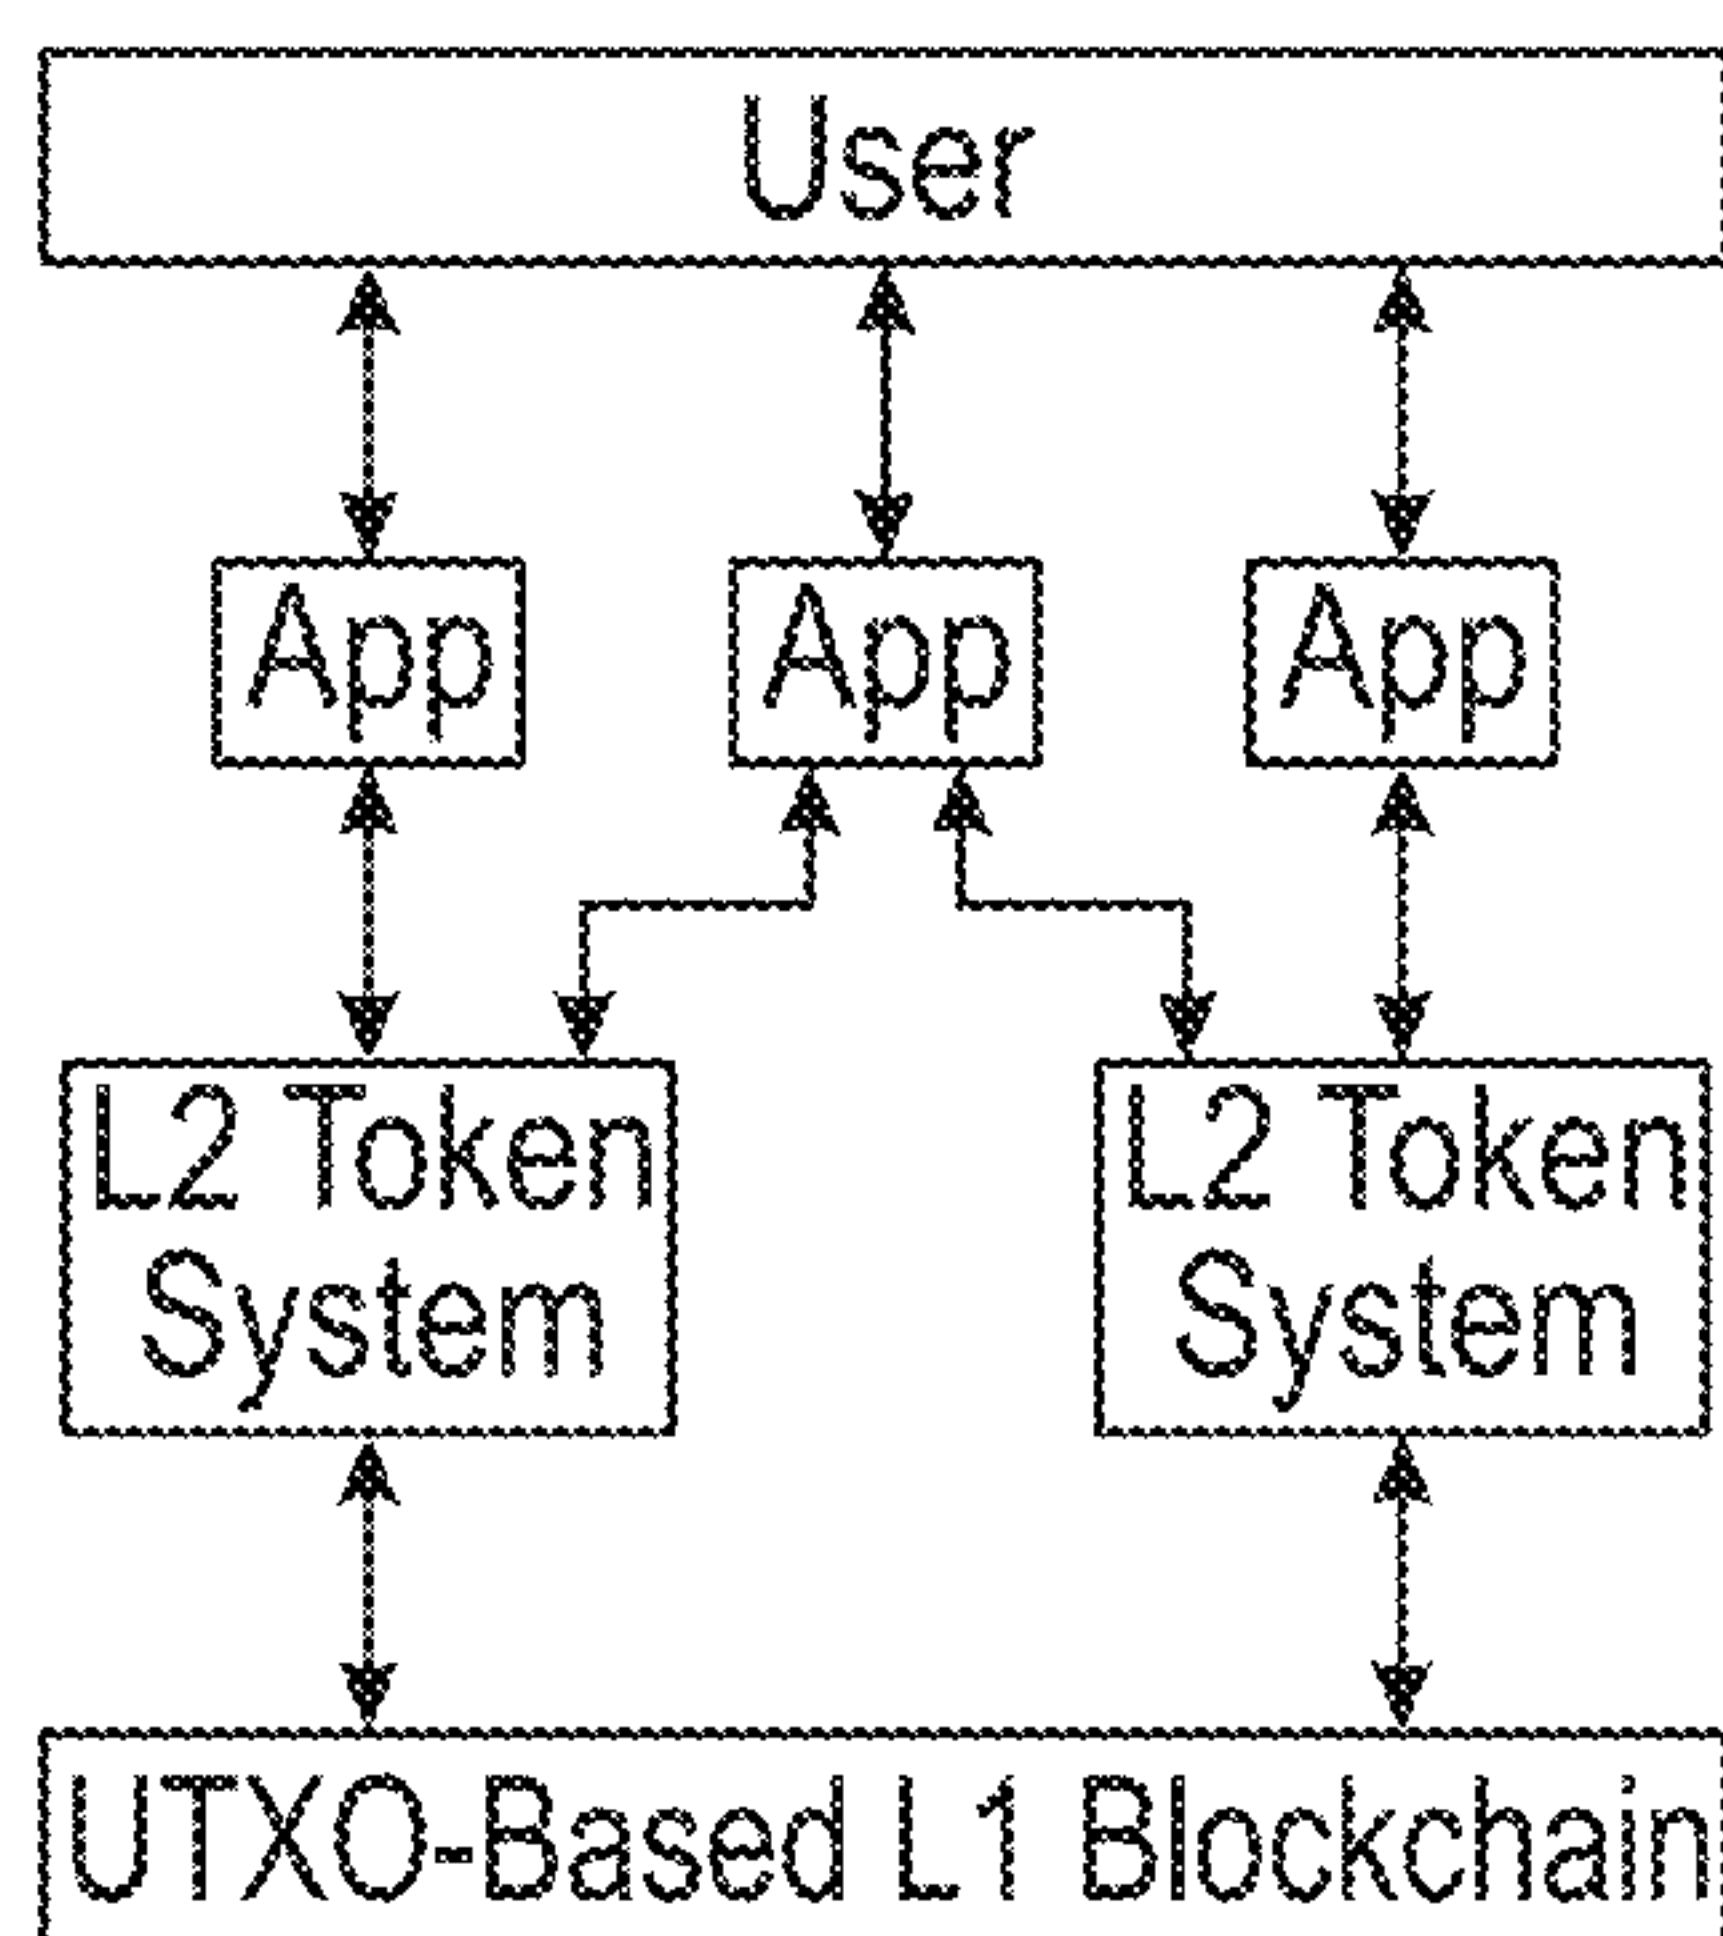 User
App
App
App
L2 Token
System
L2 Token
System
UTXO-Based L1 Blockchain